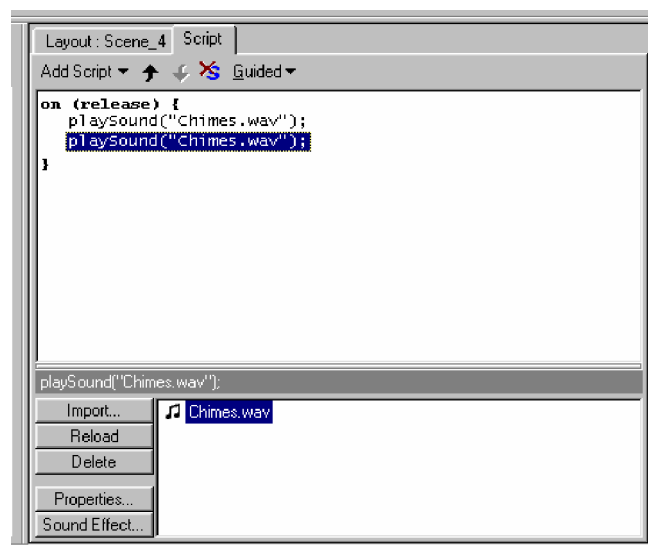 Layout : Scene_4 Script
Add Script Guided
on (release) {
playSound("Chimes.wav");
playSound("Chimes.wav");
}
playSound("Chimes.wav");
Import... Chimes.wav
Reload
Delete
Properties...
Sound Effect...